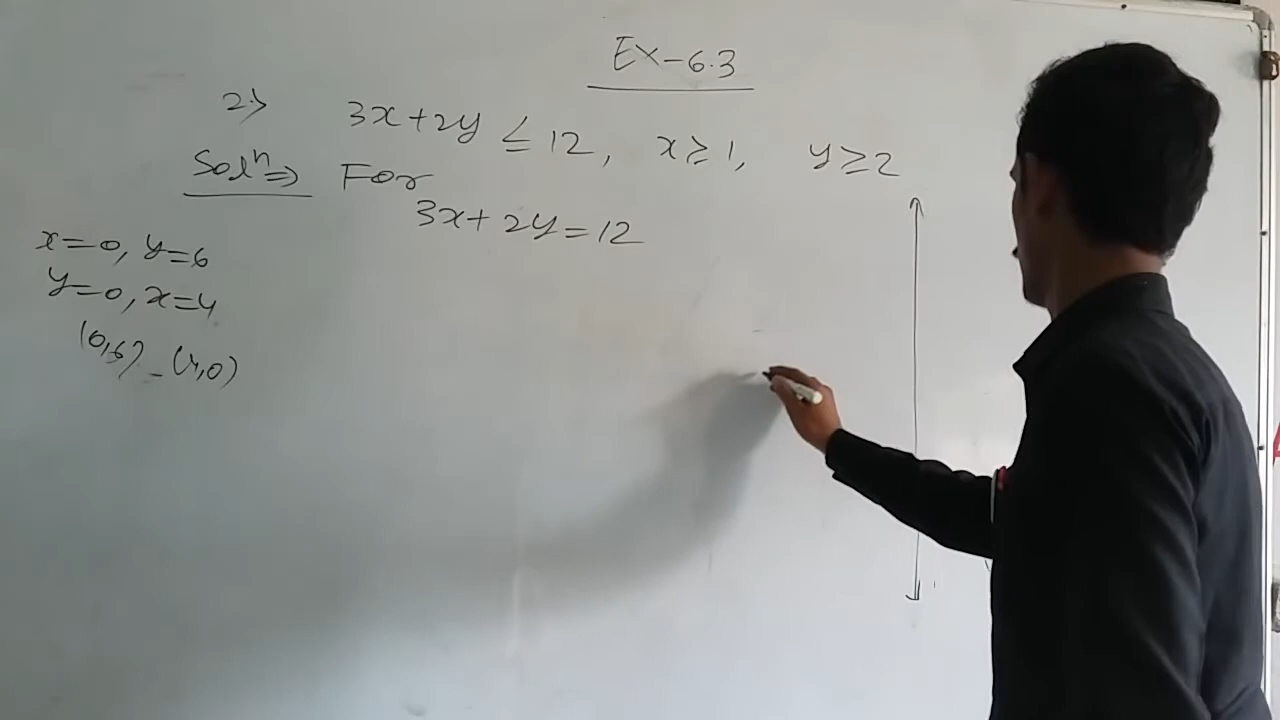 Ex-6.3
2.> 3x+2y ≤ 12, x ≥ 1, y ≥ 2
Solⁿ ⇒ For
3x+2y=12
x=0, y=6
y=0, x=4
(0,6) - (4,0)